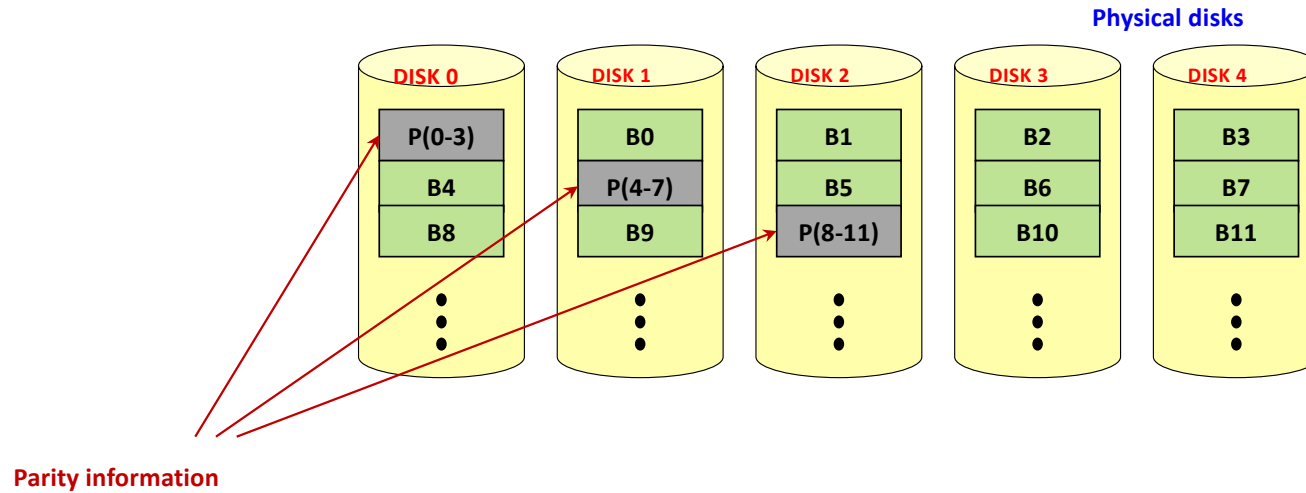 Physical disks
DISK 0 DISK 1 DISK 2 DISK 3 DISK 4
P(0-3) B0 B1 B2 B3
B4 P(4-7) B5 B6 B7
B8 B9 P(8-11) B10 B11
Parity information